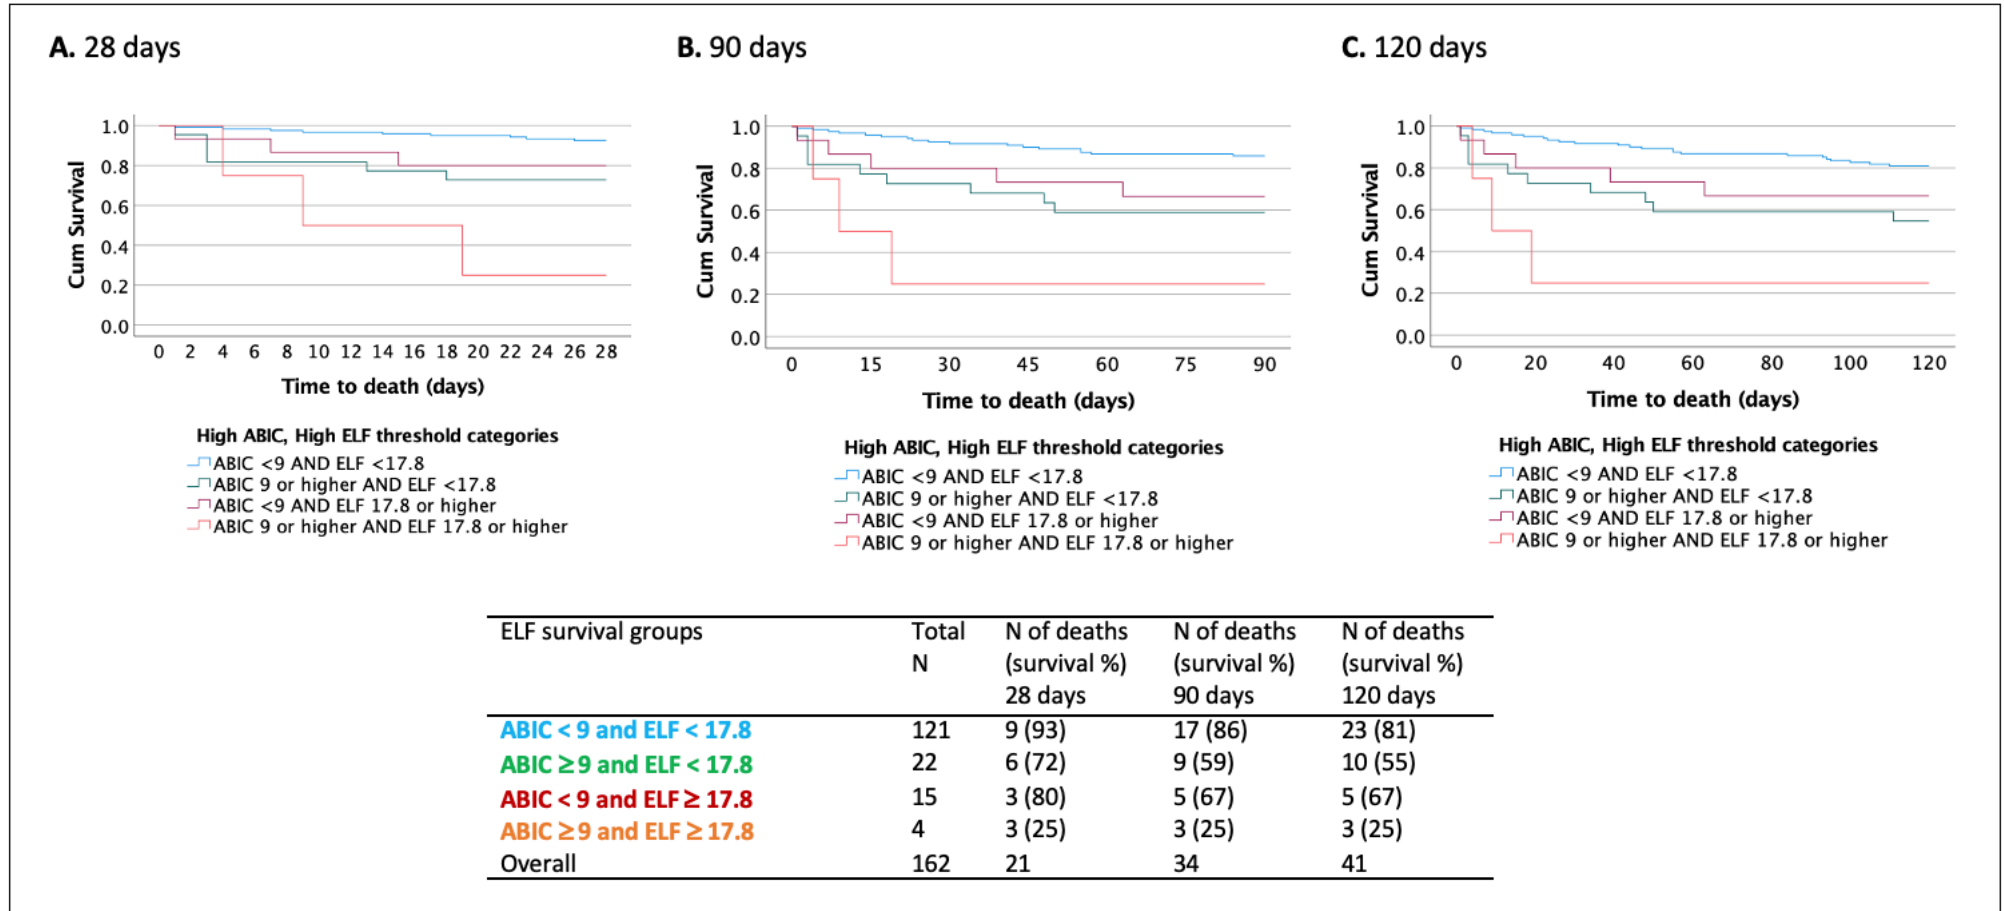 A. 28 days
1.0
0.8
0.6
0.4
0.2
0.0
Cum Survival
0 2 4 6 8 10 12 14 16 18 20 22 24 26 28
Time to death (days)
High ABIC, High ELF threshold categories
ABIC <9 AND ELF <17.8
ABIC 9 or higher AND ELF <17.8
ABIC <9 AND ELF 17.8 or higher
ABIC 9 or higher AND ELF 17.8 or higher
B. 90 days
1.0
0.8
0.6
0.4
0.2
0.0
Cum Survival
0 15 30 45 60 75 90
Time to death (days)
High ABIC, High ELF threshold categories
ABIC <9 AND ELF <17.8
ABIC 9 or higher AND ELF <17.8
ABIC <9 AND ELF 17.8 or higher
ABIC 9 or higher AND ELF 17.8 or higher
C. 120 days
1.0
0.8
0.6
0.4
0.2
0.0
Cum Survival
0 20 40 60 80 100 120
Time to death (days)
High ABIC, High ELF threshold categories
ABIC <9 AND ELF <17.8
ABIC 9 or higher AND ELF <17.8
ABIC <9 AND ELF 17.8 or higher
ABIC 9 or higher AND ELF 17.8 or higher
ELF survival groups Total N of deaths N of deaths N of deaths
N (survival %) (survival %) (survival %)
28 days 90 days 120 days
ABIC < 9 and ELF < 17.8 121 9 (93) 17 (86) 23 (81)
ABIC ≥ 9 and ELF < 17.8 22 6 (72) 9 (59) 10 (55)
ABIC < 9 and ELF ≥ 17.8 15 3 (80) 5 (67) 5 (67)
ABIC ≥ 9 and ELF ≥ 17.8 4 3 (25) 3 (25) 3 (25)
Overall 162 21 34 41